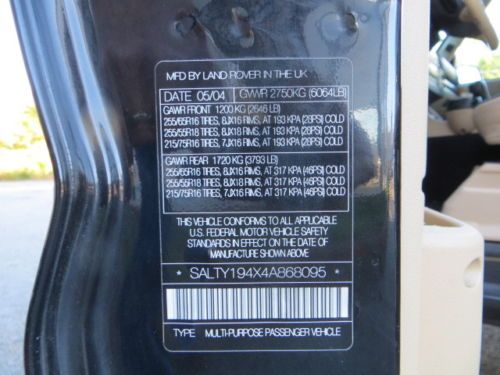 MFD BY LAND ROVER IN THE UK
DATE 05/04 GVWR 2750KG (6064LB)
GAWR FRONT 1200 KG (2646 LB)
255/65R16 TIRES, 8JX16 RIMS, AT 193 KPA (28PSI) COLD
255/55R18 TIRES, 8JX18 RIMS, AT 193 KPA (28PSI) COLD
215/75R16 TIRES, 7JX16 RIMS, AT 193 KPA (28PSI) COLD
GAWR REAR 1720 KG (3793 LB)
255/65R16 TIRES, 8JX16 RIMS, AT 317 KPA (46PSI) COLD
255/55R18 TIRES, 8JX18 RIMS, AT 317 KPA (46PSI) COLD
215/75R16 TIRES, 7JX16 RIMS, AT 317 KPA (46PSI) COLD
THIS VEHICLE CONFORMS TO ALL APPLICABLE
U.S. FEDERAL MOTOR VEHICLE SAFETY
STANDARDS IN EFFECT ON THE DATE OF
MANUFACTURE SHOWN ABOVE
* SALTY194X4A868095 *
TYPE MULTI-PURPOSE PASSENGER VEHICLE